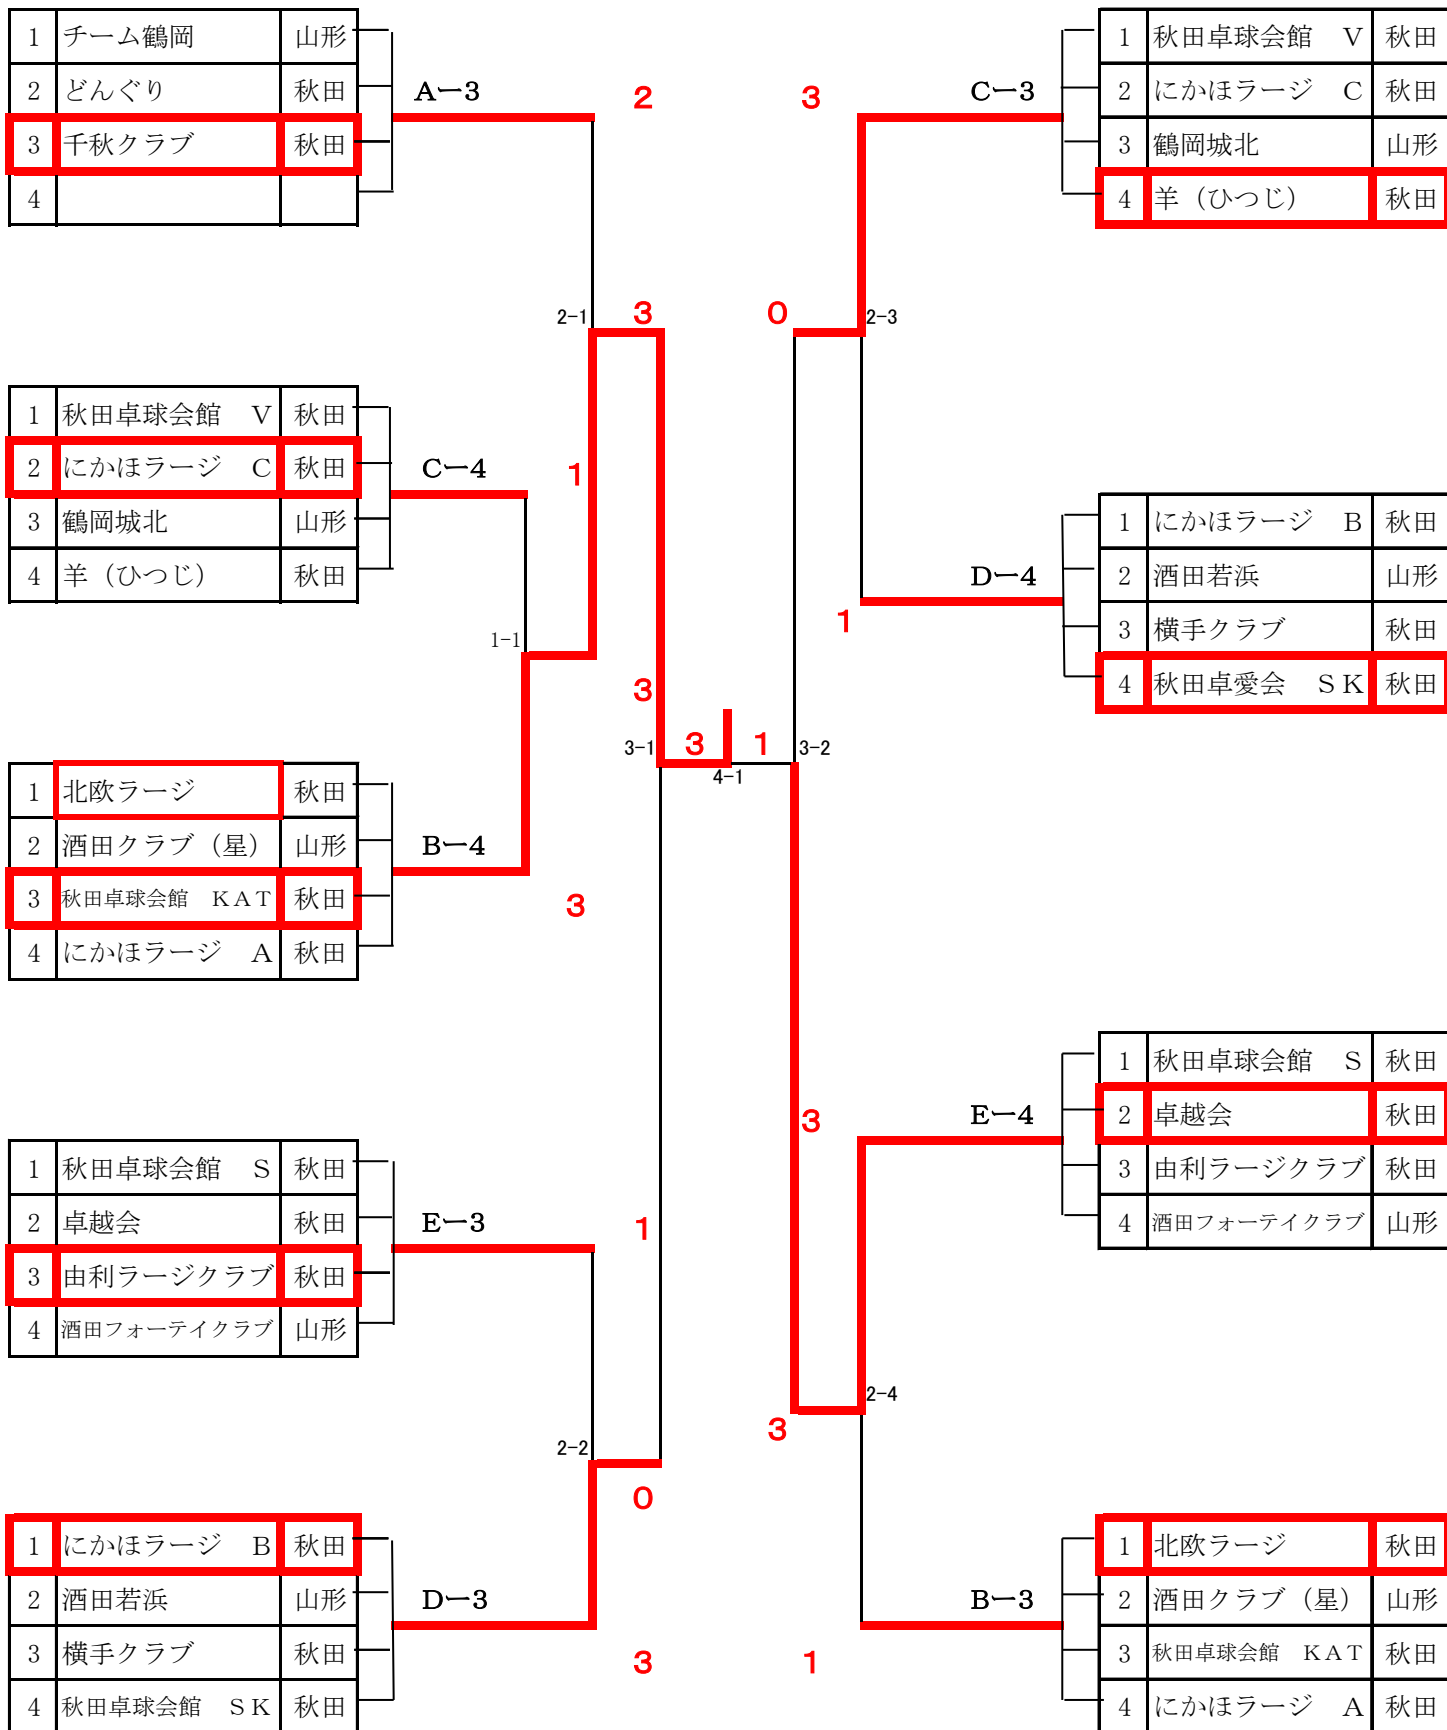 1 チーム鶴岡 山形
2 どんぐり 秋田
3 千秋クラブ 秋田
4
A−3
2
2-1
3
1 秋田卓球会館 V 秋田
2 にかほラージ C 秋田
3 鶴岡城北 山形
4 羊（ひつじ） 秋田
C−4
1
1-1
1 北欧ラージ 秋田
2 酒田クラブ（星） 山形
3 秋田卓球会館 KAT 秋田
4 にかほラージ A 秋田
B−4
3
3
3-1
3
4-1
1
3-2
1 秋田卓球会館 S 秋田
2 卓越会 秋田
3 由利ラージクラブ 秋田
4 酒田フォーテイクラブ 山形
E−3
1
2-2
0
1 にかほラージ B 秋田
2 酒田若浜 山形
3 横手クラブ 秋田
4 秋田卓球会館 SK 秋田
D−3
3
3
C−3
1 秋田卓球会館 V 秋田
2 にかほラージ C 秋田
3 鶴岡城北 山形
4 羊（ひつじ） 秋田
0
2-3
D−4
1
1 にかほラージ B 秋田
2 酒田若浜 山形
3 横手クラブ 秋田
4 秋田卓愛会 SK 秋田
3
E−4
1 秋田卓球会館 S 秋田
2 卓越会 秋田
3 由利ラージクラブ 秋田
4 酒田フォーテイクラブ 山形
2-4
3
B−3
1
1 北欧ラージ 秋田
2 酒田クラブ（星） 山形
3 秋田卓球会館 KAT 秋田
4 にかほラージ A 秋田